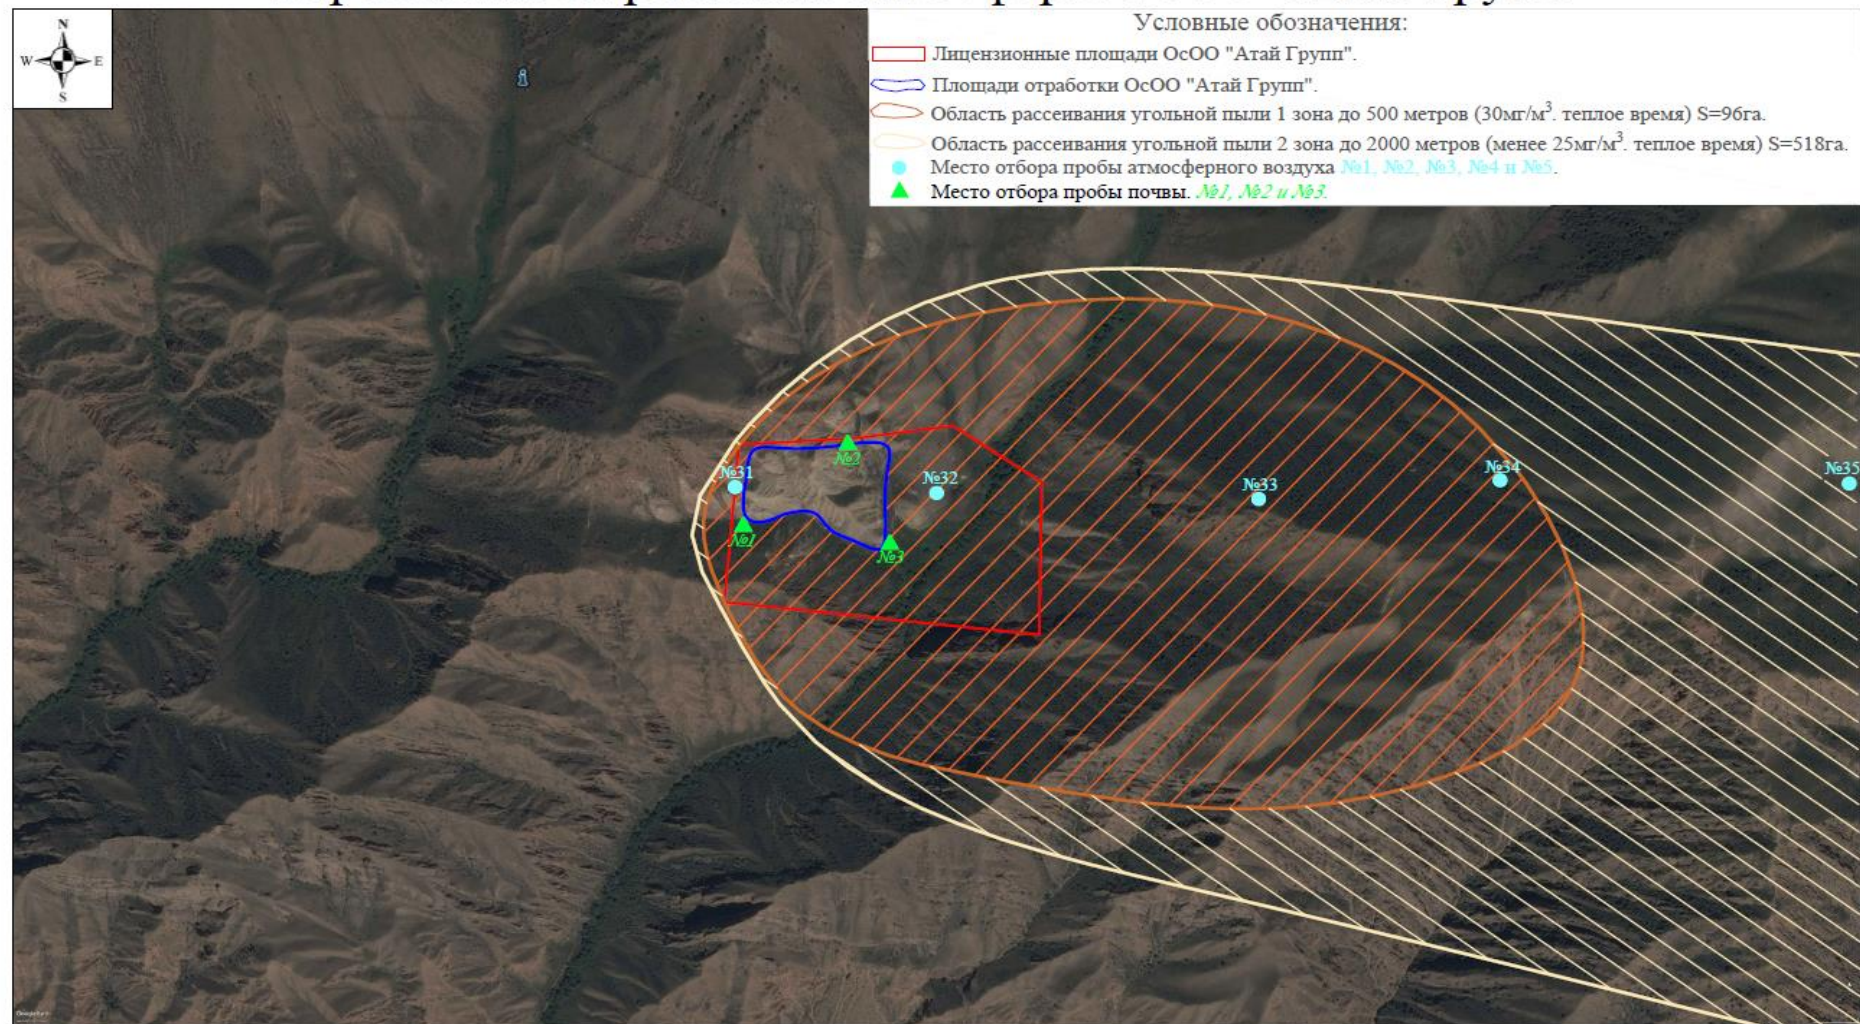 N
W E
S
Условные обозначения:
Лицензионные площади ОсОО "Атай Групп".
Площади отработки ОсОО "Атай Групп".
Область рассеивания угольной пыли 1 зона до 500 метров (30мг/м³. теплое время) S=96га.
Область рассеивания угольной пыли 2 зона до 2000 метров (менее 25мг/м³. теплое время) S=518га.
Место отбора пробы атмосферного воздуха №1, №2, №3, №4 и №5.
Место отбора пробы почвы. №1, №2 и №3.
№2
№31
№32
№33
№34
№35
№1
№3